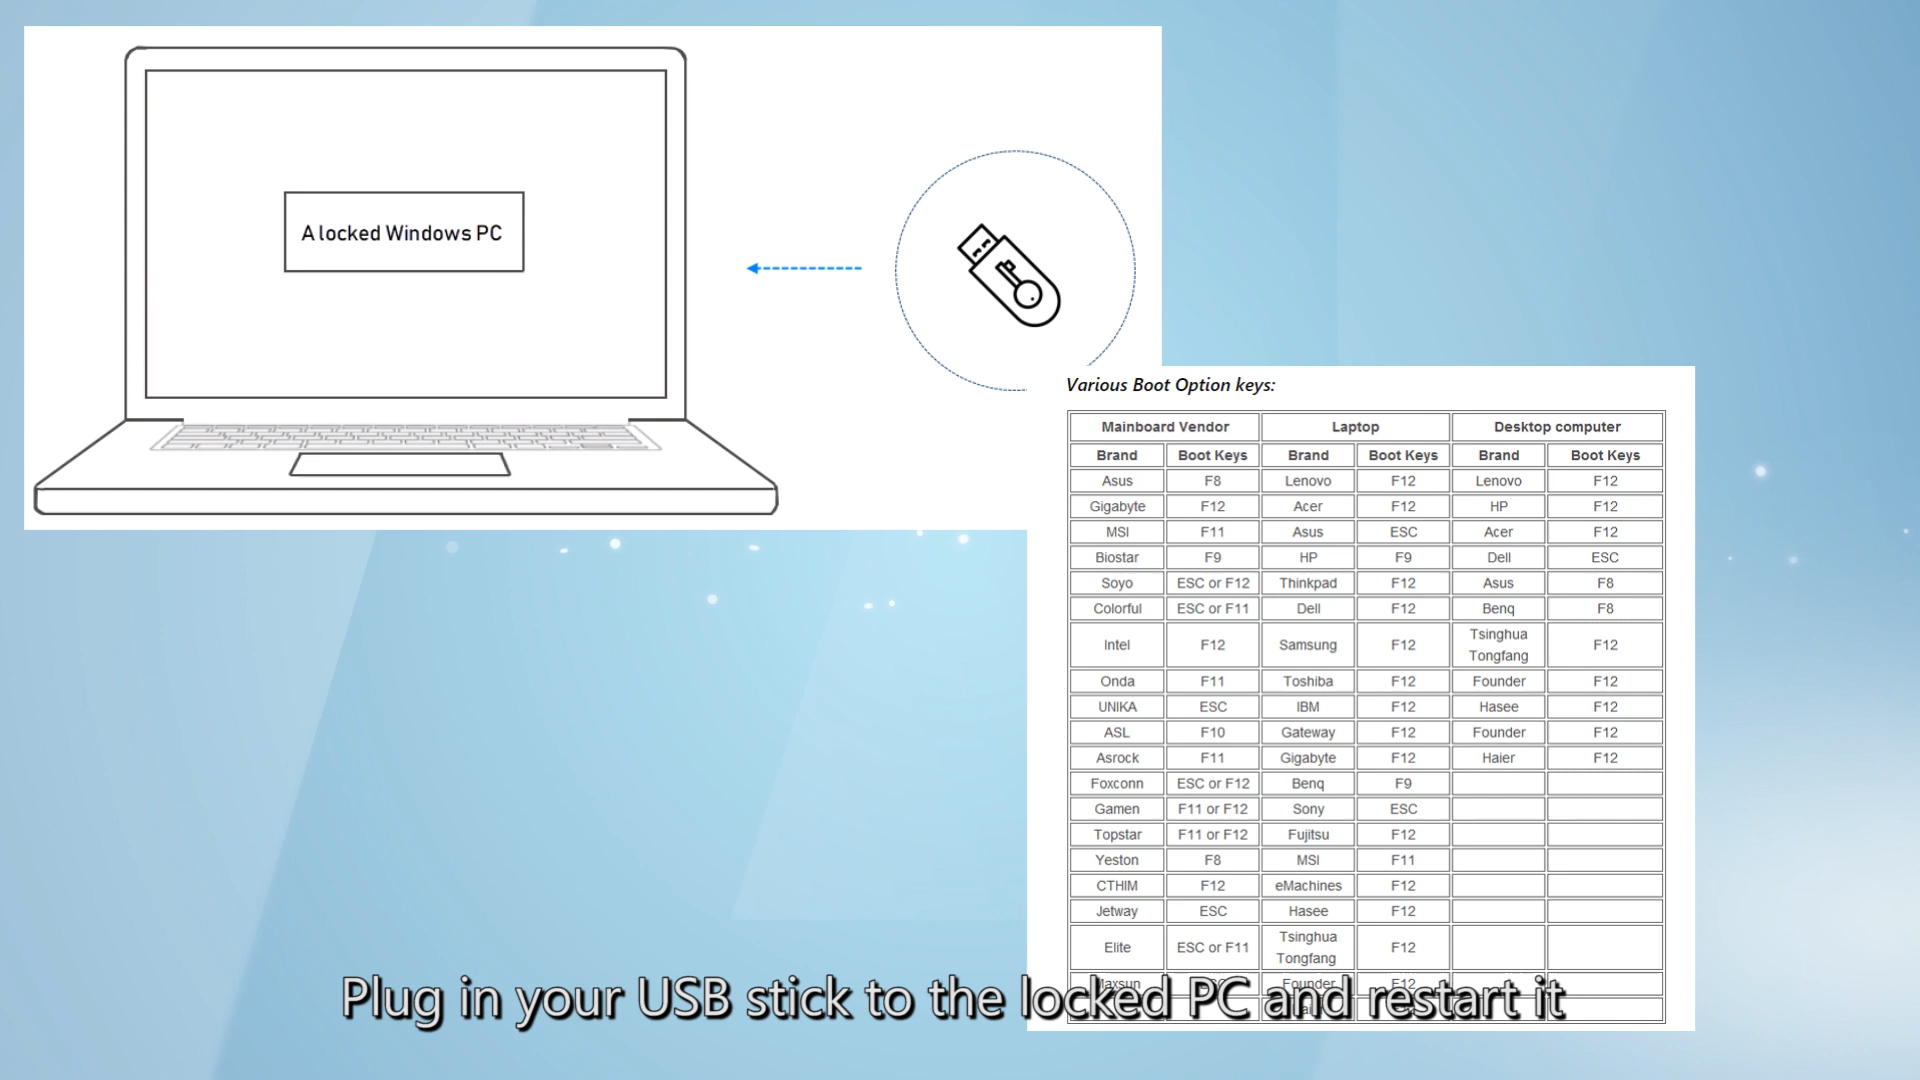 A locked Windows PC
Various Boot Option keys:
Mainboard Vendor Laptop Desktop computer
Brand Boot Keys Brand Boot Keys Brand Boot Keys
Asus F8 Lenovo F12 Lenovo F12
Gigabyte F12 Acer F12 HP F12
MSI F11 Asus ESC Acer F12
Biostar F9 HP F9 Dell ESC
Soyo ESC or F12 Thinkpad F12 Asus F8
Colorful ESC or F11 Dell F12 Benq F8
Intel F12 Samsung F12 Tsinghua Tongfang F12
Onda F11 Toshiba F12 Founder F12
UNIKA ESC IBM F12 Hasee F12
ASL F10 Gateway F12 Founder F12
Asrock F11 Gigabyte F12 Haier F12
Foxconn ESC or F12 Benq F9
Gamen F11 or F12 Sony ESC
Topstar F11 or F12 Fujitsu F12
Yeston F8 MSI F11
CTHIM F12 eMachines F12
Jetway ESC Hasee F12
Elite ESC or F11 Tsinghua Tongfang F12
Maxsun Founder F12
Plug in your USB stick to the locked PC and restart it